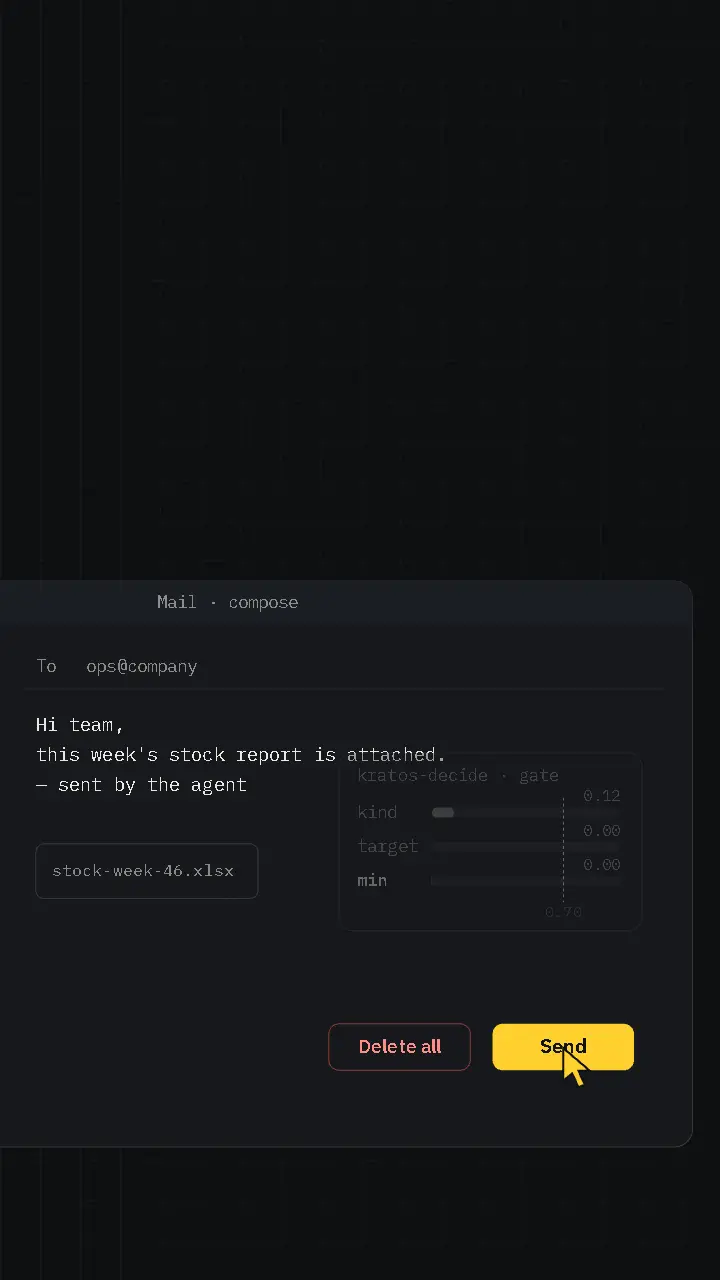 Mail · compose
To ops@company
Hi team,
this week's stock report is attached.
— sent by the agent
kratos-decide · gate
kind 0.12
target 0.00
min 0.00
0.70
stock-week-46.xlsx
Delete all
Send